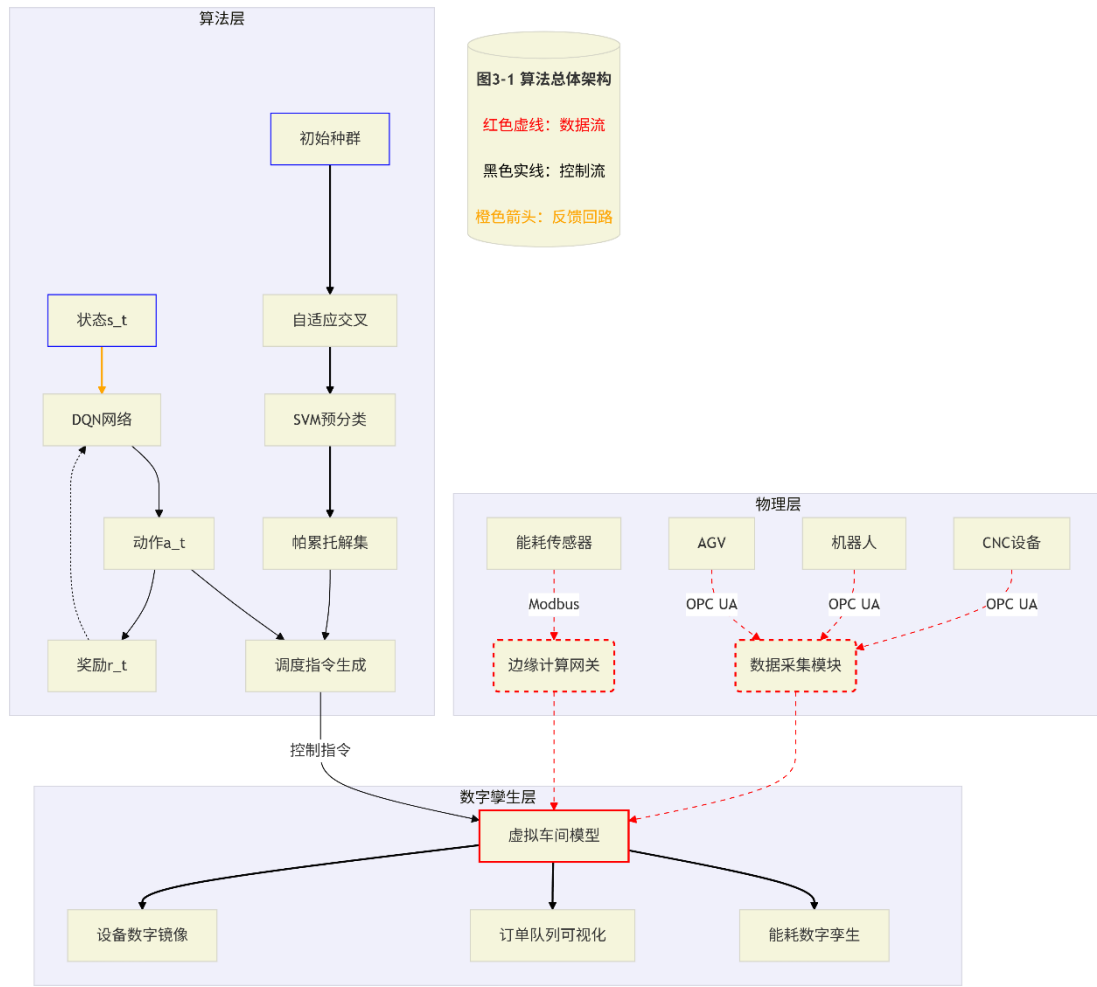 算法层
图3-1 算法总体架构
红色虚线：数据流
黑色实线：控制流
橙色箭头：反馈回路
初始种群
状态s_t
自适应交叉
DQN网络
SVM预分类
动作a_t
帕累托解集
奖励r_t
调度指令生成
物理层
能耗传感器
AGV
机器人
CNC设备
Modbus
OPC UA
OPC UA
OPC UA
边缘计算网关
数据采集模块
控制指令
数字孪生层
虚拟车间模型
设备数字镜像
订单队列可视化
能耗数字孪生